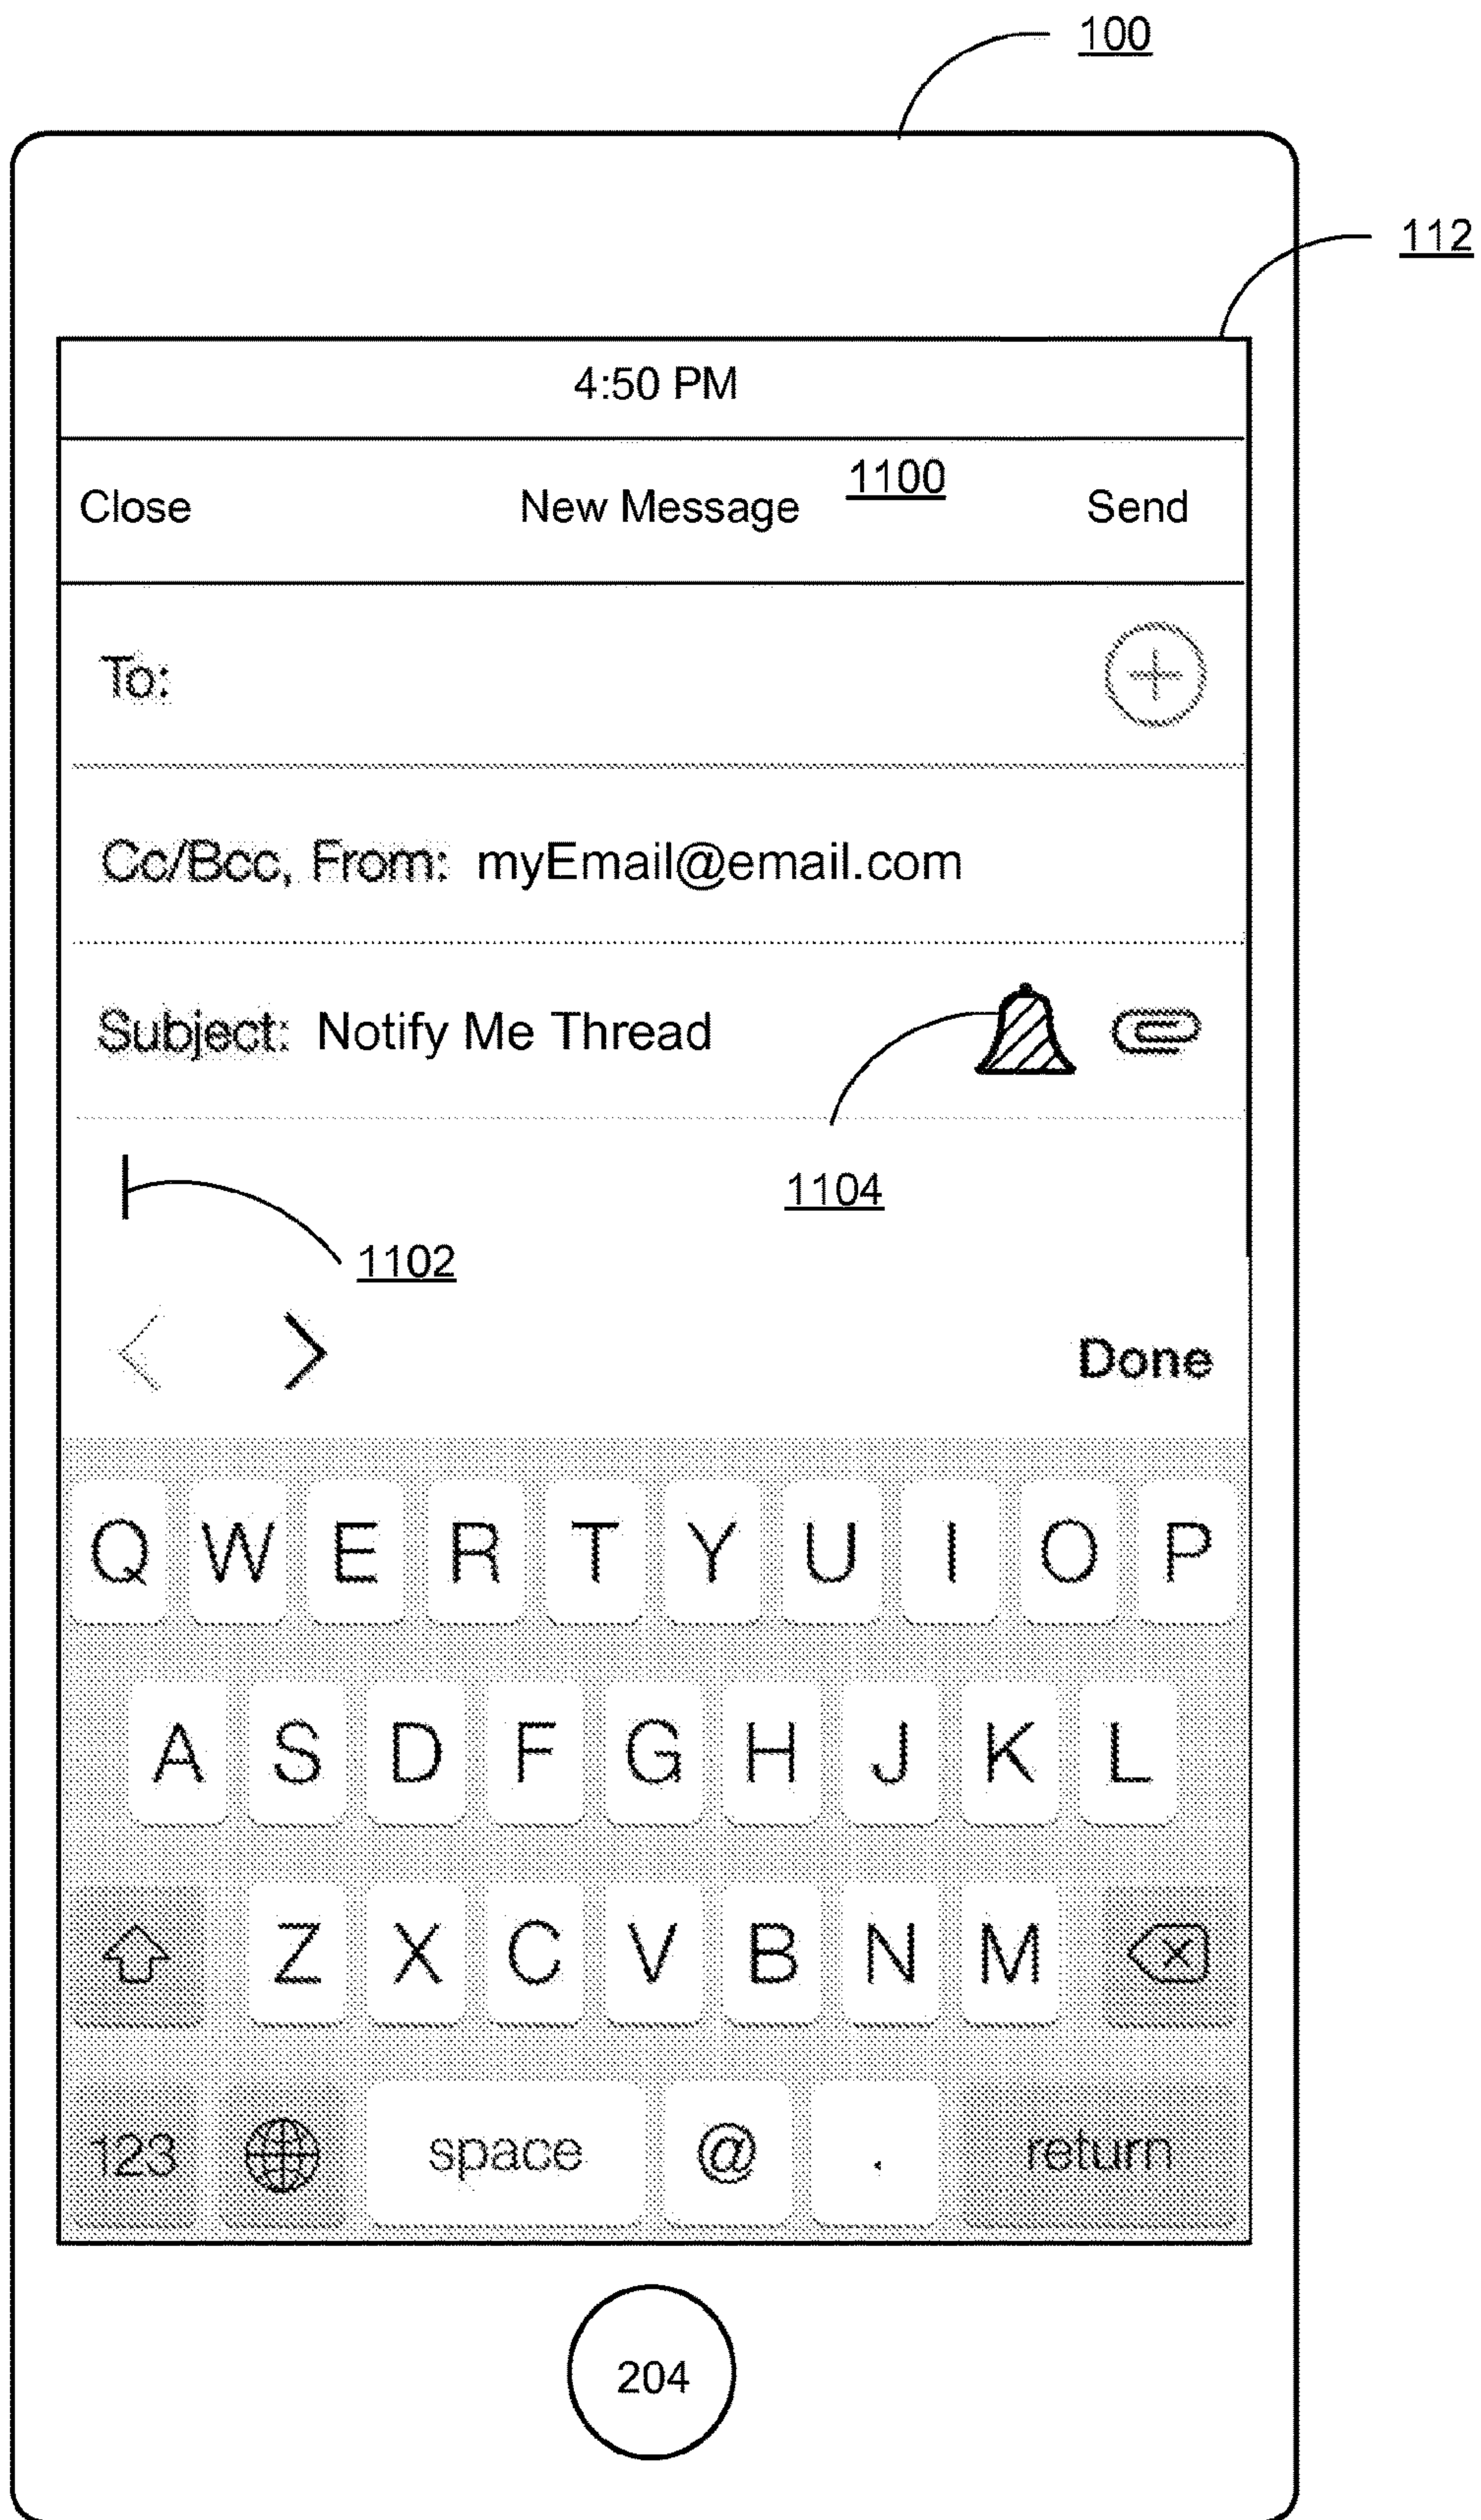 100
112
4:50 PM
Close New Message 1100 Send
To:
Cc/Bcc, From: myEmail@email.com
Subject: Notify Me Thread
1104
1102
Done
Q W E R T Y U I O P
A S D F G H J K L
Z X C V B N M
123 space @ . return
204